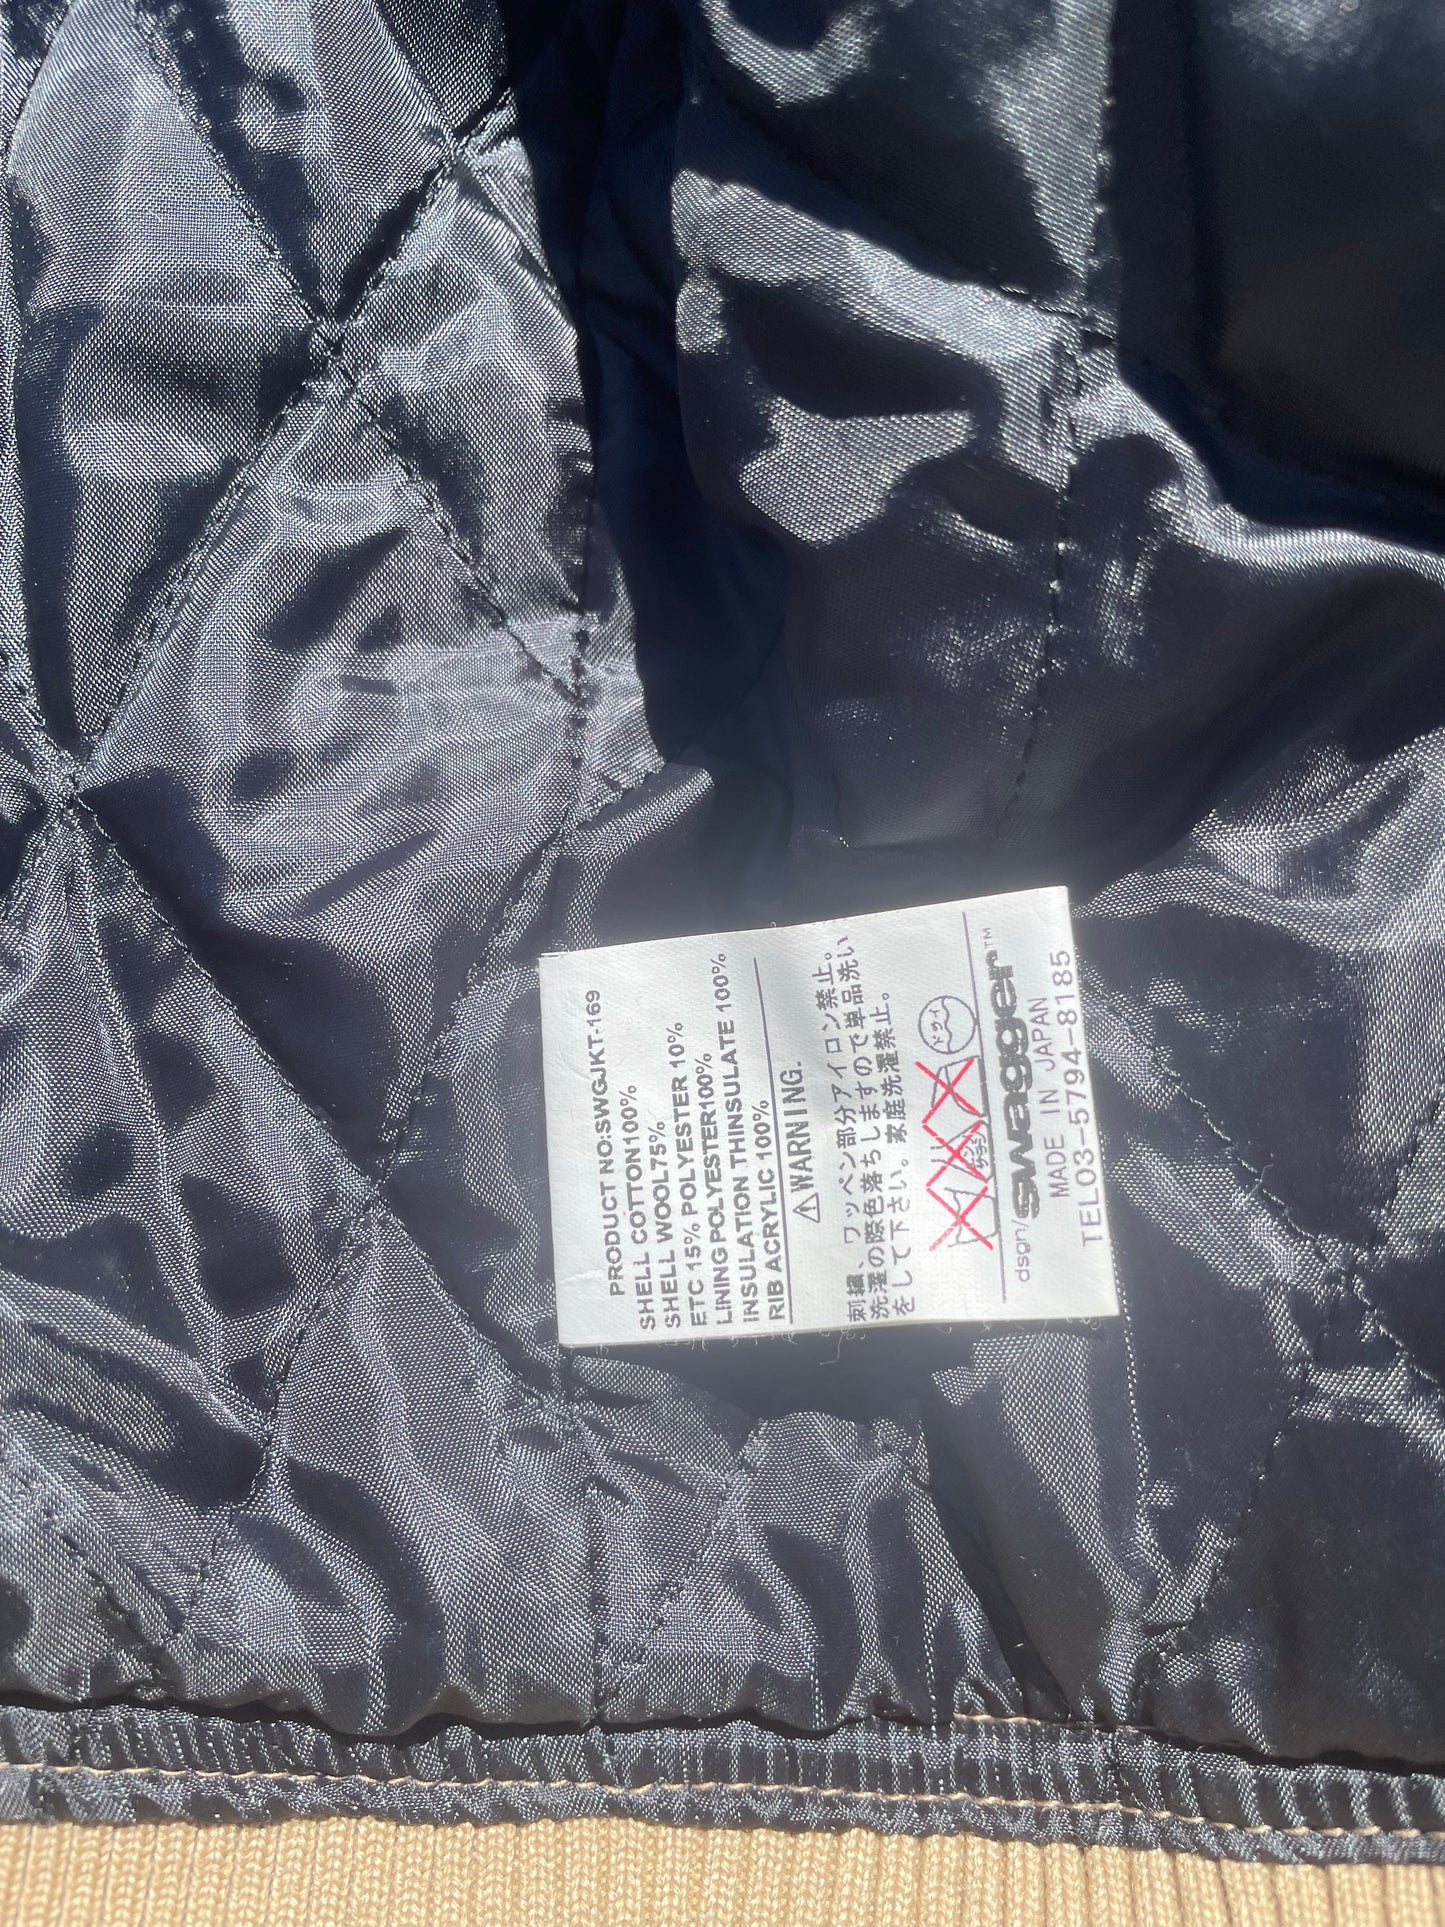 PRODUCT NO:SWGJKT-169
SHELL COTTON100%
SHELL WOOL75%
ETC 15% POLYESTER 10%
LINING POLYESTER100%
INSULATION THINSULATE 100%
RIB ACRYLIC 100%
⚠WARNING.
刺繍、ワッペン部分アイロン禁止。
洗濯の際色落ちしますので単品洗い
をして下さい。家庭洗濯禁止。
ドライ
dsgn/swagger™
MADE IN JAPAN
TEL03-5794-8185